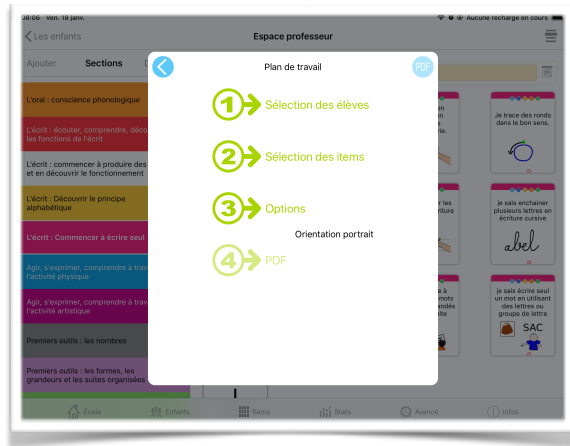 08:06 Ven. 18 janv.
Aucune recharge en cours
Les enfants
Espace professeur
Ajouter
Sections
Plan de travail
PDF
1 Sélection des élèves
2 Sélection des items
3 Options
Orientation portrait
4 PDF
L'oral : conscience phonologique
L'écrit : écouter, comprendre, déco
les fonctions de l'écrit
L'écrit : commencer à produire des
et en découvrir le fonctionnement
L'écrit : Découvrir le principe
alphabétique
L'écrit : Commencer à écrire seul
Agir, s'exprimer, comprendre à trav
l'activité physique
Agir, s'exprimer, comprendre à trav
l'activité artistique
Premiers outils : les nombres
Premiers outils : les formes, les
grandeurs et les suites organisées
Je trace des ronds
dans le bon sens.
je sais enchainer
plusieurs lettres en
écriture cursive
abel
je sais écrire seul
un mot en utilisant
des lettres ou
groupe de lettre
SAC
École
Enfants
Items
Stats
Avancé
Infos